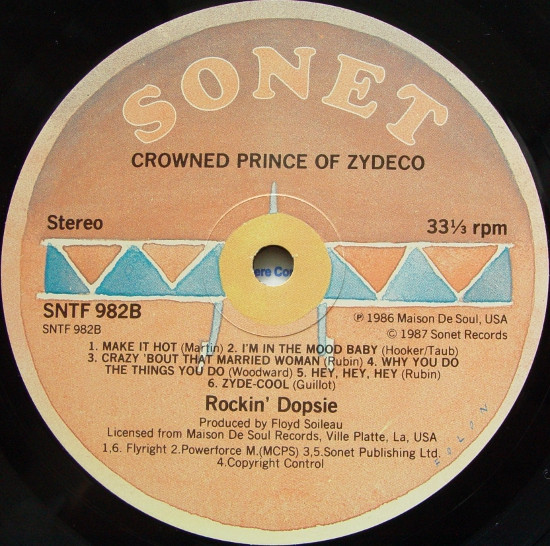 SONET
CROWNED PRINCE OF ZYDECO
Stereo
33⅓ rpm
SNTF 982B
SNTF 982B
℗ 1986 Maison De Soul, USA
© 1987 Sonet Records
1. MAKE IT HOT (Martin) 2. I'M IN THE MOOD BABY (Hooker/Taub)
3. CRAZY 'BOUT THAT MARRIED WOMAN (Rubin) 4. WHY YOU DO
THE THINGS YOU DO (Woodward) 5. HEY, HEY, HEY (Rubin)
6. ZYDE-COOL (Guillot)
Rockin' Dopsie
Produced by Floyd Soileau
Licensed from Maison De Soul Records, Ville Platte, La, USA
1,6. Flyright 2.Powerforce M.(MCPS) 3,5.Sonet Publishing Ltd.
4.Copyright Control